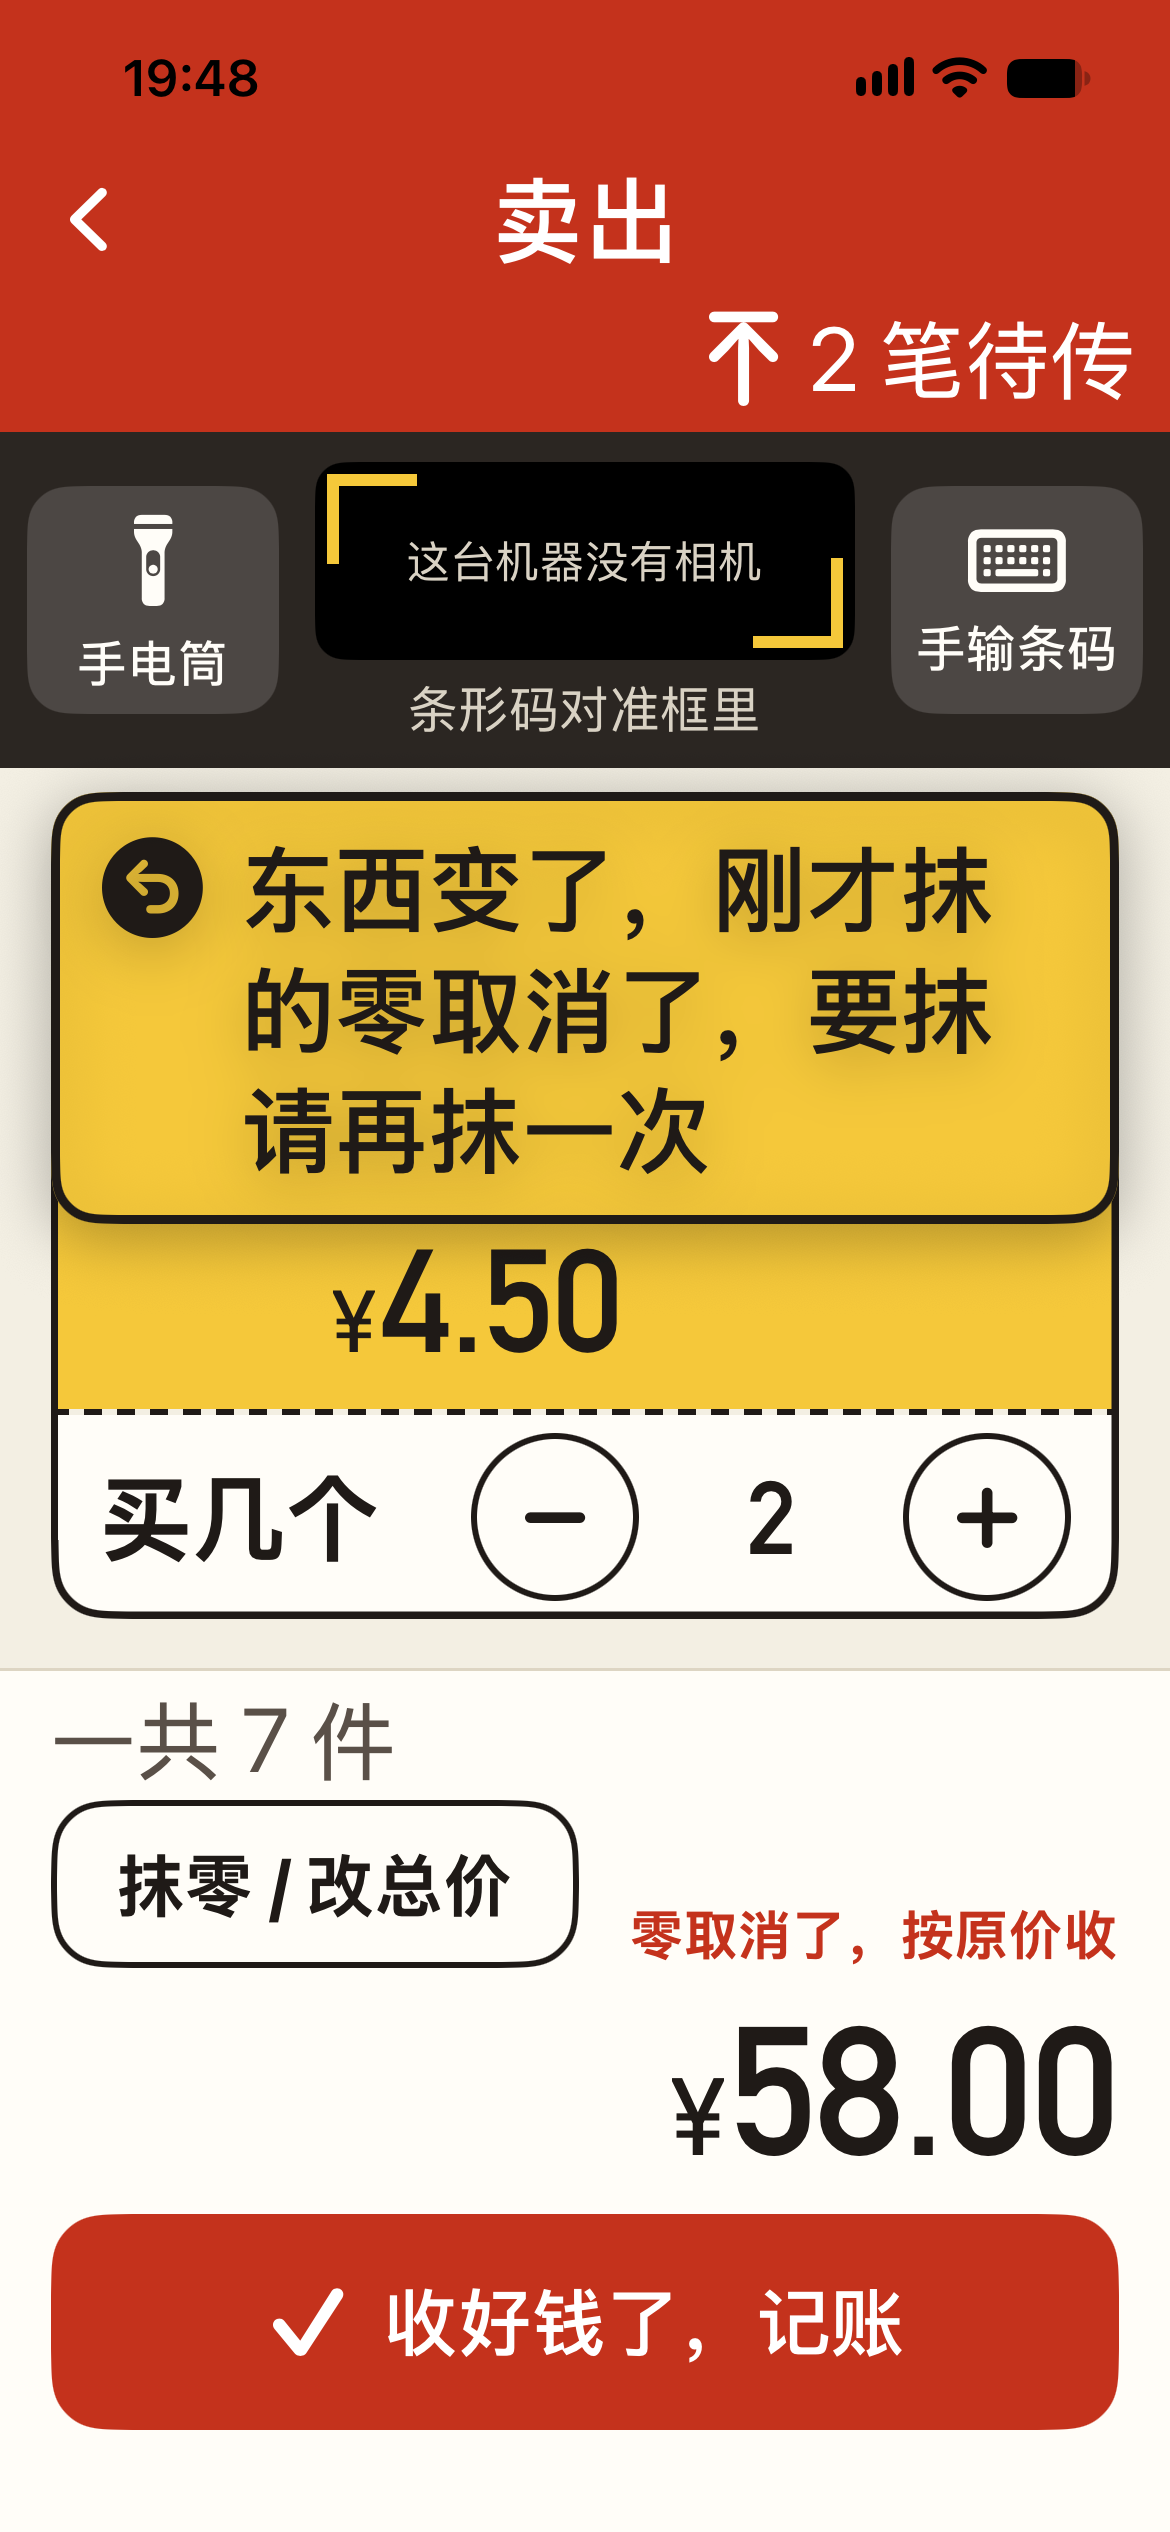 19:48
卖出
2 笔待传
手电筒
这台机器没有相机
条形码对准框里
手输条码
东西变了，刚才抹
的零取消了，要抹
请再抹一次
¥4.50
买几个
2
一共 7 件
抹零 / 改总价
零取消了，按原价收
¥58.00
收好钱了，记账